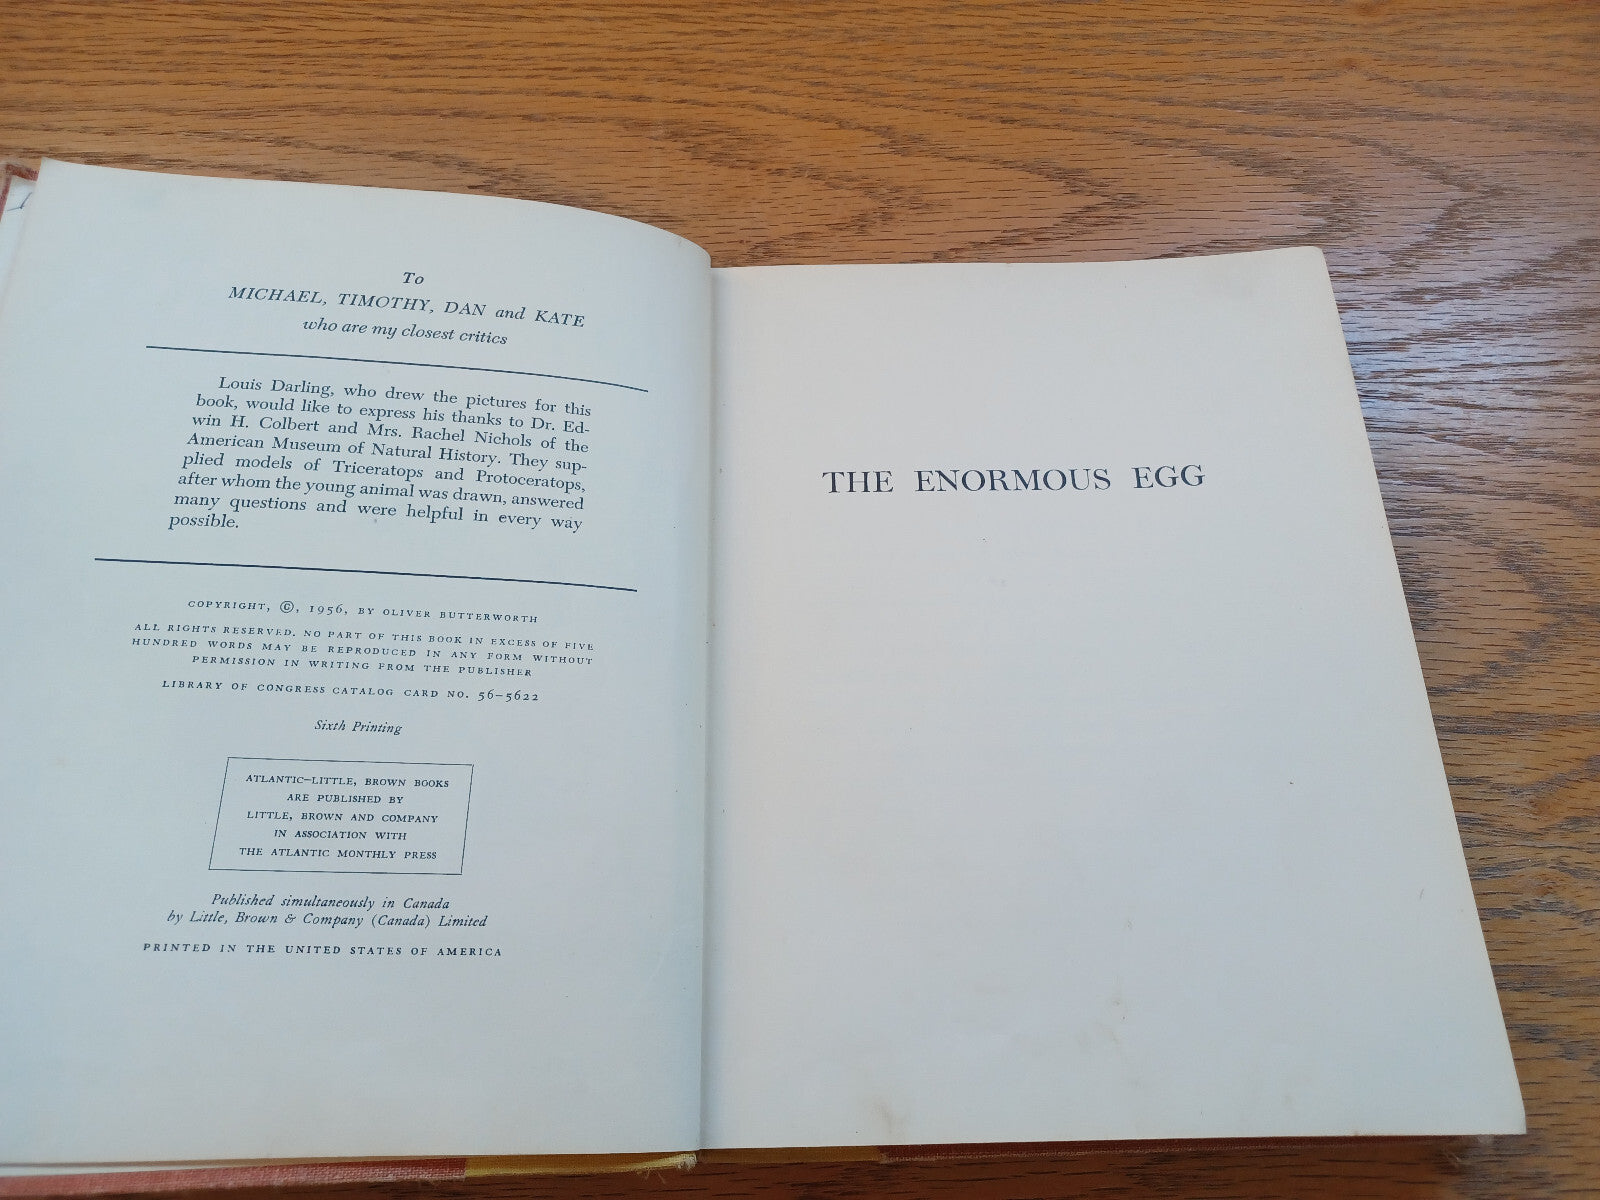 To
MICHAEL, TIMOTHY, DAN and KATE
who are my closest critics
Louis Darling, who drew the pictures for this
book, would like to express his thanks to Dr. Ed-
win H. Colbert and Mrs. Rachel Nichols of the
American Museum of Natural History. They sup-
plied models of Triceratops and Protoceratops,
after whom the young animal was drawn, answered
many questions and were helpful in every way
possible.
COPYRIGHT, ©, 1956, BY OLIVER BUTTERWORTH
ALL RIGHTS RESERVED. NO PART OF THIS BOOK IN EXCESS OF FIVE
HUNDRED WORDS MAY BE REPRODUCED IN ANY FORM WITHOUT
PERMISSION IN WRITING FROM THE PUBLISHER
LIBRARY OF CONGRESS CATALOG CARD NO. 56–5622
Sixth Printing
ATLANTIC–LITTLE, BROWN BOOKS
ARE PUBLISHED BY
LITTLE, BROWN AND COMPANY
IN ASSOCIATION WITH
THE ATLANTIC MONTHLY PRESS
Published simultaneously in Canada
by Little, Brown & Company (Canada) Limited
PRINTED IN THE UNITED STATES OF AMERICA
THE ENORMOUS EGG